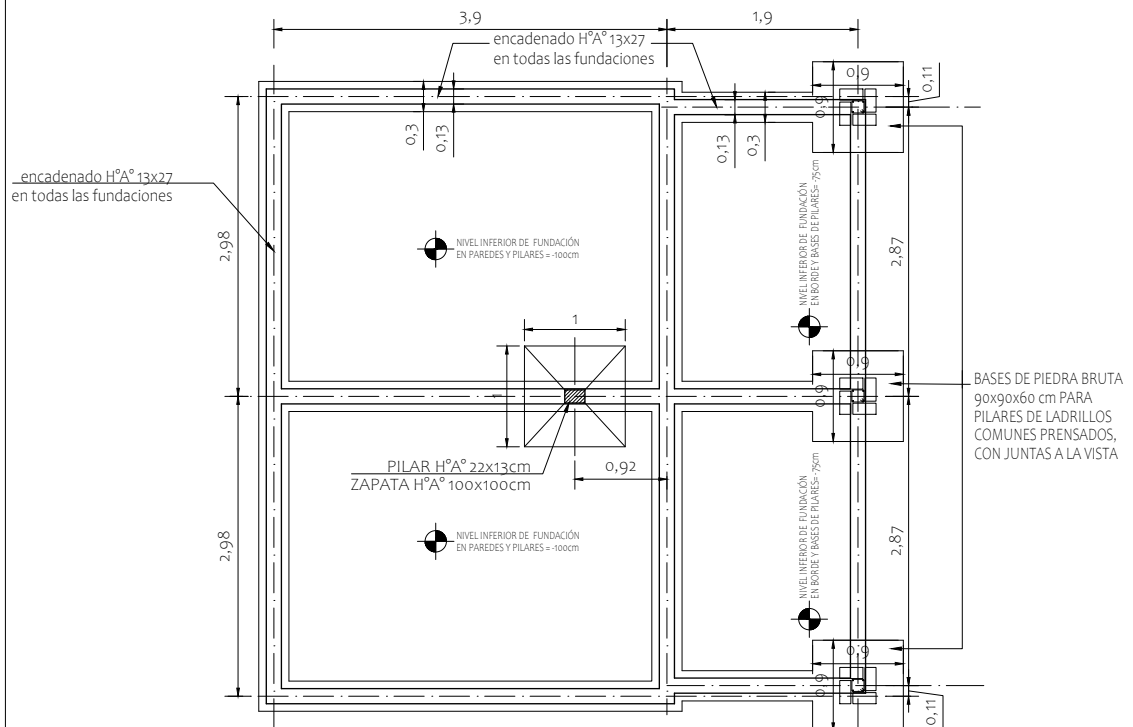 3,9
1,9
encadenado H°A° 13x27
en todas las fundaciones
0,9
0,11
0,9
0,3
0,13
0,13
0,3
encadenado H°A° 13x27
en todas las fundaciones
2,98
NIVEL INFERIOR DE FUNDACIÓN
EN PAREDES Y PILARES = -100cm
NIVEL INFERIOR DE FUNDACIÓN
EN BORDE Y BASES DE PILARES= -75cm
2,87
1
1
0,9
0,9
BASES DE PIEDRA BRUTA
90x90x60 cm PARA
PILARES DE LADRILLOS
COMUNES PRENSADOS,
CON JUNTAS A LA VISTA
PILAR H°A° 22x13cm
ZAPATA H°A° 100x100cm
0,92
2,98
NIVEL INFERIOR DE FUNDACIÓN
EN PAREDES Y PILARES = -100cm
NIVEL INFERIOR DE FUNDACIÓN
EN BORDE Y BASES DE PILARES= -75cm
2,87
0,9
0,9
0,11